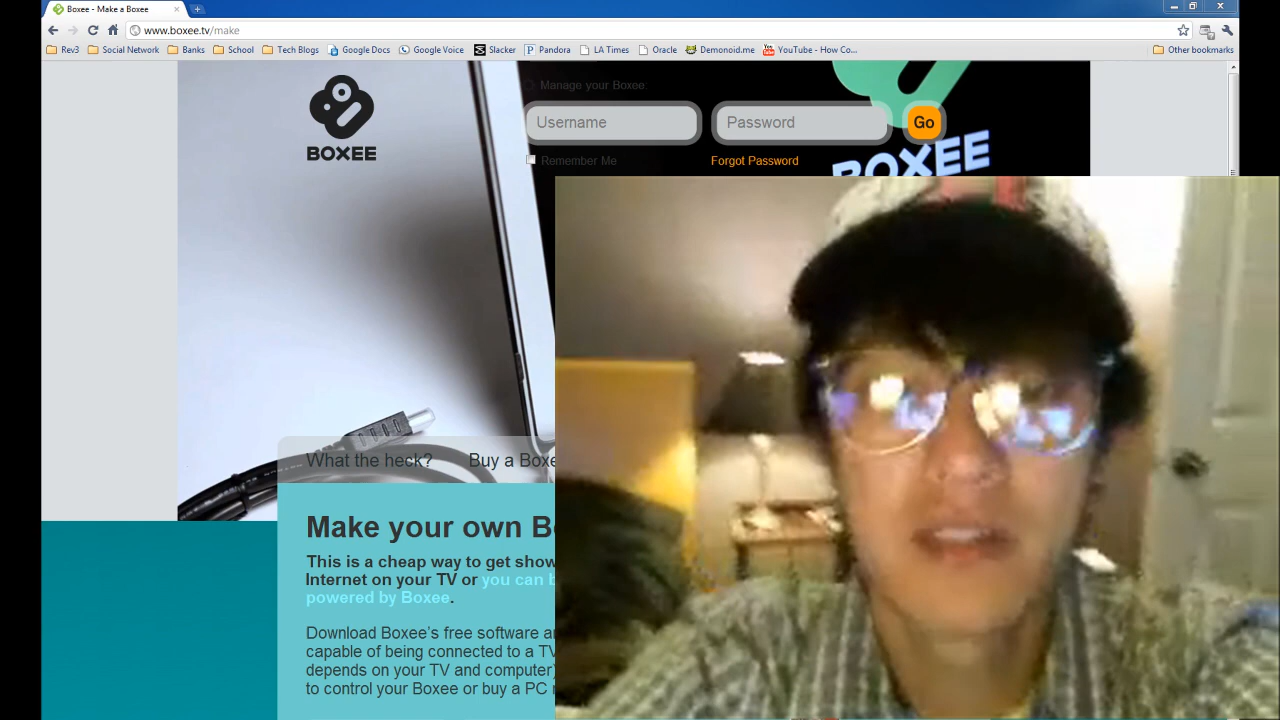 Boxee - Make a Boxee
www.boxee.tv/make
Rev3 Social Network Banks School Tech Blogs Google Docs Google Voice Slacker Pandora LA Times Oracle Demonoid.me YouTube - How Co... Other bookmarks
BOXEE
Manage your Boxee:
Username Password Go
Remember Me Forgot Password
BOXEE
What the heck? Buy a Boxe
Make your own Bo
This is a cheap way to get show
Internet on your TV or you can b
powered by Boxee.
Download Boxee's free software an
capable of being connected to a TV
depends on your TV and computer)
to control your Boxee or buy a PC r